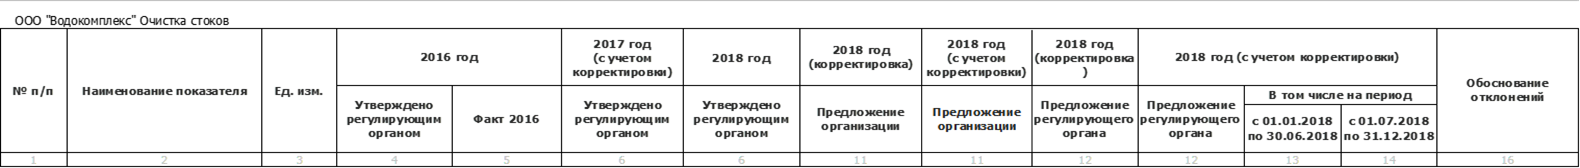 ООО "Водокомплекс" Очистка стоков
№ п/п
Наименование показателя
Ед. изм.
2016 год
2017 год
(с учетом
корректировки)
2018 год
2018 год
(корректировка)
2018 год
(с учетом
корректировки)
2018 год
(корректировка
)
2018 год (с учетом корректировки)
Обоснование
отклонений
Утверждено
регулирующим
органом
Факт 2016
Утверждено
регулирующим
органом
Утверждено
регулирующим
органом
Предложение
организации
Предложение
организации
Предложение
регулирующего
органа
Предложение
регулирующего
органа
В том числе на период
с 01.01.2018
по 30.06.2018
с 01.07.2018
по 31.12.2018
1 2 3 4 5 6 6 11 11 12 12 13 14 16